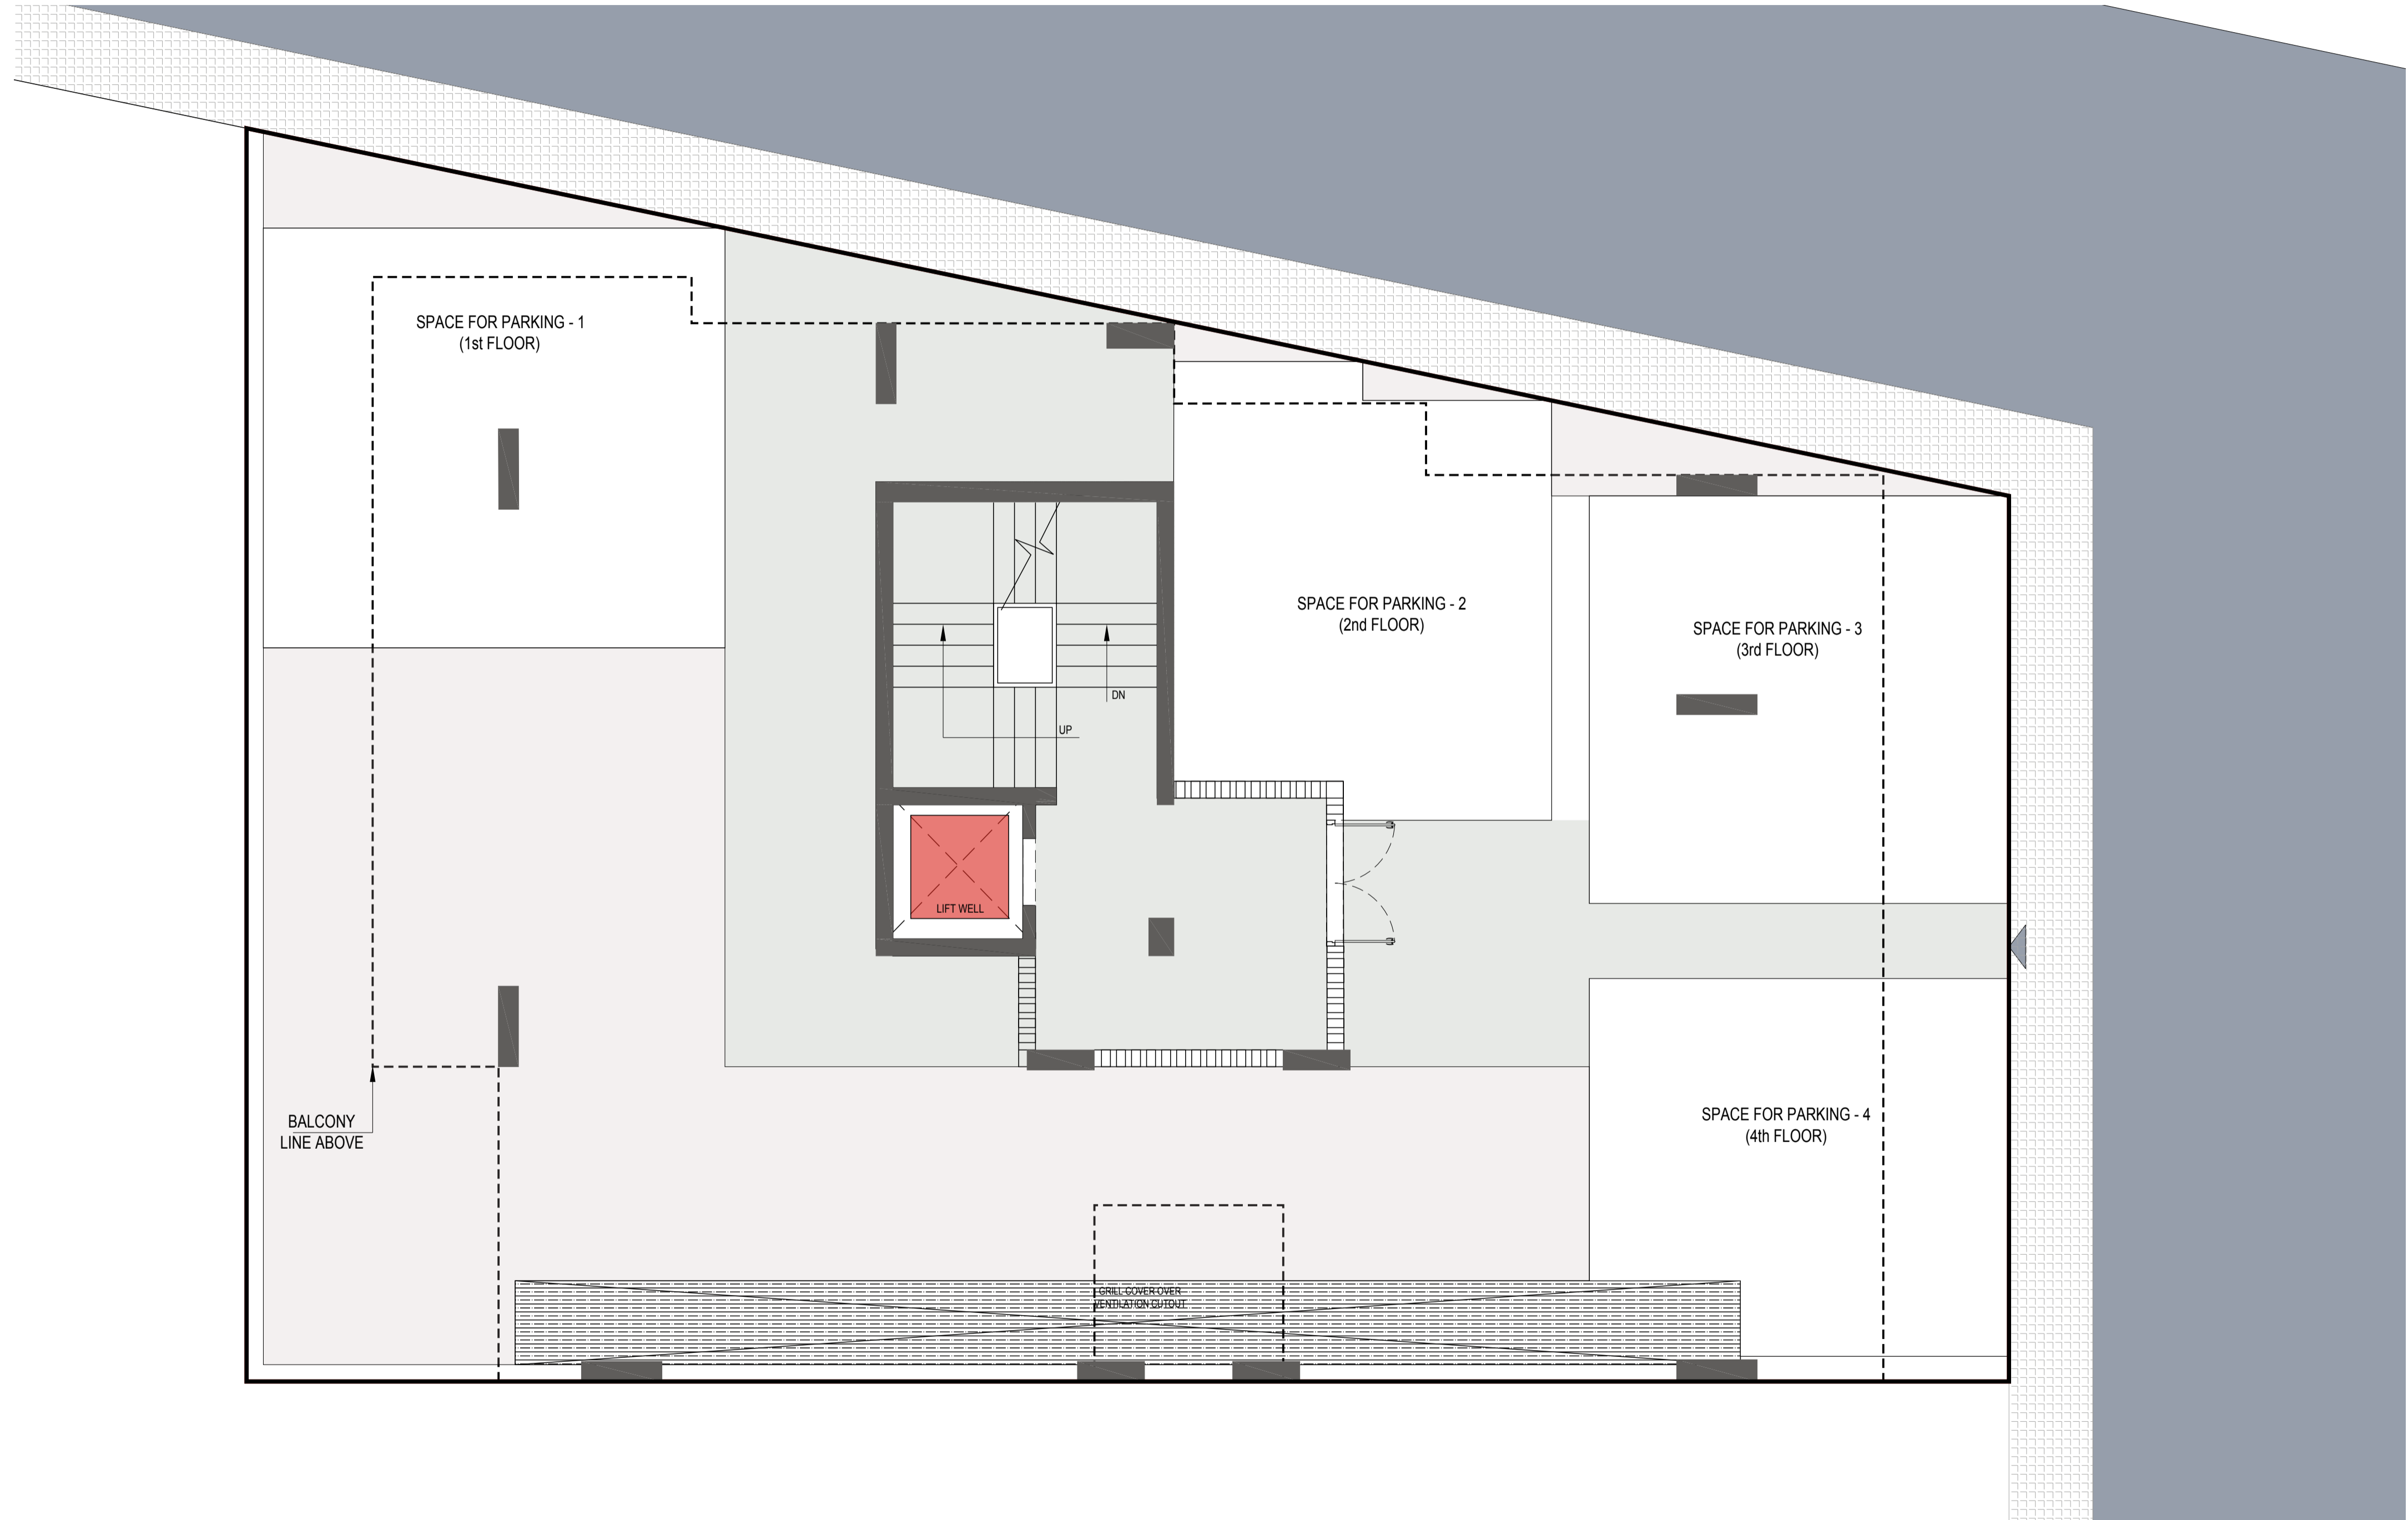 SPACE FOR PARKING - 1
(1st FLOOR)
SPACE FOR PARKING - 2
(2nd FLOOR)
SPACE FOR PARKING - 3
(3rd FLOOR)
DN
UP
LIFT WELL
BALCONY
LINE ABOVE
SPACE FOR PARKING - 4
(4th FLOOR)
GRILL COVER OVER
VENTILATION CUTOUT